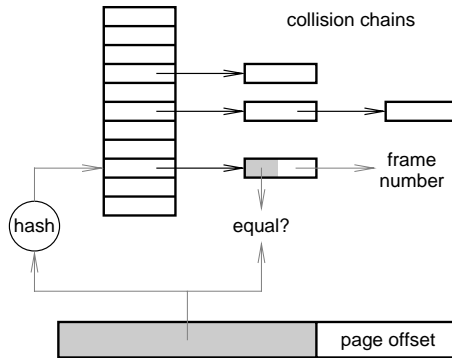 collision chains
frame
number
hash
equal?
page offset